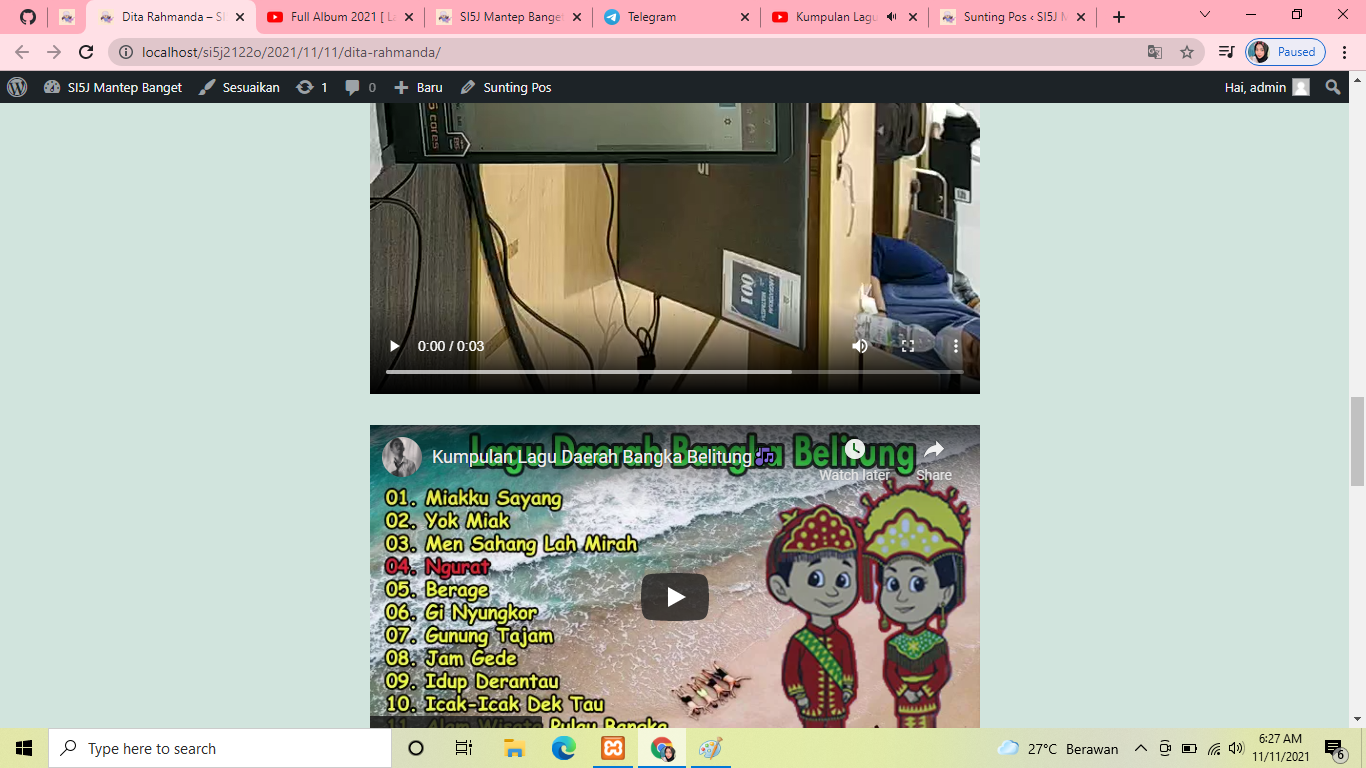 Dita Rahmanda – SI
Full Album 2021 [ L
SI5J Mantep Banget
Telegram
Kumpulan Lagu
Sunting Pos ‹ SI5J M
localhost/si5j2122o/2021/11/11/dita-rahmanda/
Paused
SI5J Mantep Banget
Sesuaikan
1
0
Baru
Sunting Pos
Hai, admin
cores
100
0:00 / 0:03
Lagu Daerah Bangka Belitung
Kumpulan Lagu Daerah Bangka Belitung
Watch later
Share
01. Miakku Sayang
02. Yok Miak
03. Men Sahang Lah Mirah
04. Ngurat
05. Berage
06. Gi Nyungkor
07. Gunung Tajam
08. Jam Gede
09. Idup Derantau
10. Icak-Icak Dek Tau
11. Alam Wisata Pulau Bangka
Type here to search
27°C Berawan
6:27 AM
11/11/2021
6